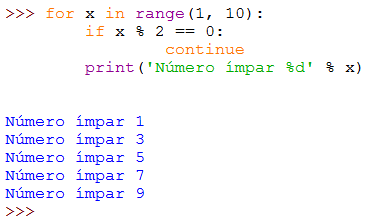 >>> for x in range(1, 10):
        if x % 2 == 0:
                continue
        print('Número ímpar %d' % x)
Número ímpar 1
Número ímpar 3
Número ímpar 5
Número ímpar 7
Número ímpar 9
>>>